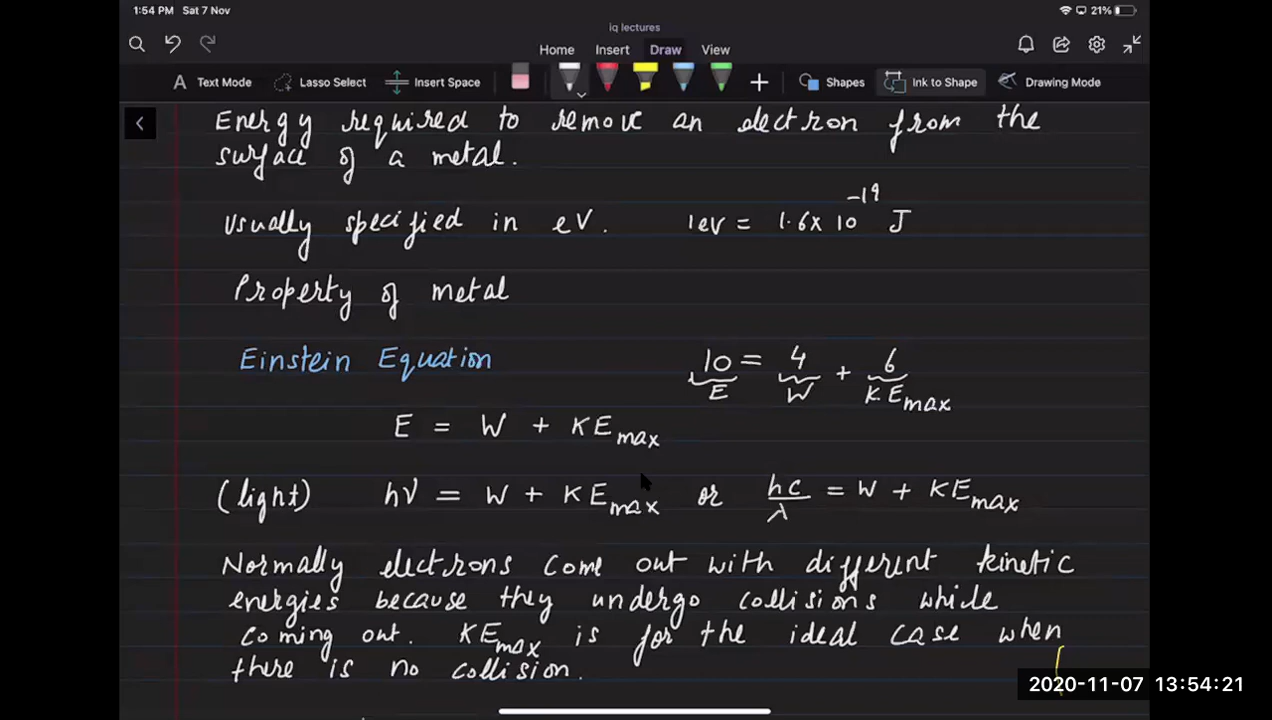 1:54 PM Sat 7 Nov
21%
iq lectures
Home Insert Draw View
Text Mode Lasso Select Insert Space Shapes Ink to Shape Drawing Mode
Energy required to remove an electron from the
surface of a metal.
Usually specified in eV. 1eV = 1.6x 10^-19 J
Property of metal
Einstein Equation
10 = 4 + 6
E W KEmax
E = W + KEmax
(light) hν = W + KEmax or hc/λ = W + KEmax
Normally electrons come out with different kinetic
energies because they undergo collisions while
coming out. KEmax is for the ideal case when
there is no collision.
2020-11-07 13:54:21